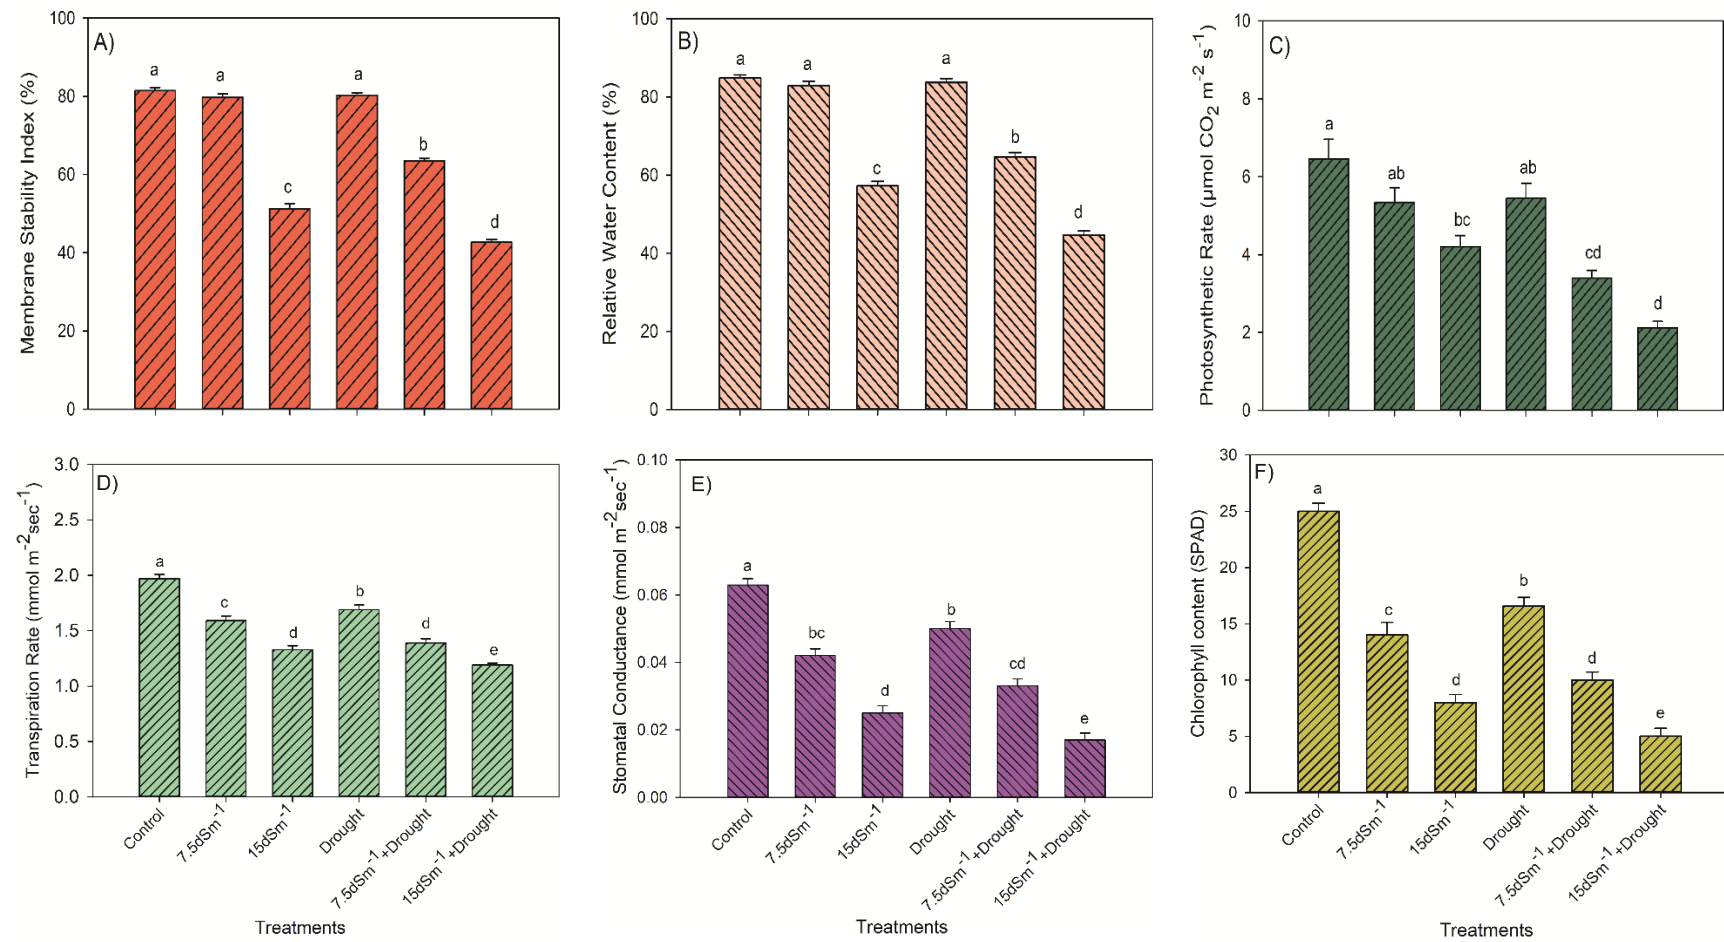 A)
Membrane Stability Index (%)
100
80
60
40
20
0
a
a
c
a
b
d
B)
Relative Water Content (%)
100
80
60
40
20
0
a
a
c
a
b
d
C)
Photosynthetic Rate (µmol CO₂ m⁻² s⁻¹)
10
8
6
4
2
0
a
ab
bc
ab
cd
d
D)
Transpiration Rate (mmol m⁻²sec⁻¹)
3.0
2.5
2.0
1.5
1.0
0.5
0.0
a
c
d
b
d
e
Control
7.5dSm⁻¹
15dSm⁻¹
Drought
7.5dSm⁻¹+Drought
15dSm⁻¹+Drought
Treatments
E)
Stomatal Conductance (mmol m⁻²sec⁻¹)
0.10
0.08
0.06
0.04
0.02
0.00
a
bc
d
b
cd
e
Control
7.5dSm⁻¹
15dSm⁻¹
Drought
7.5dSm⁻¹+Drought
15dSm⁻¹+Drought
Treatments
F)
Chlorophyll content (SPAD)
30
25
20
15
10
5
0
a
c
d
b
d
e
Control
7.5dSm⁻¹
15dSm⁻¹
Drought
7.5dSm⁻¹+Drought
15dSm⁻¹+Drought
Treatments